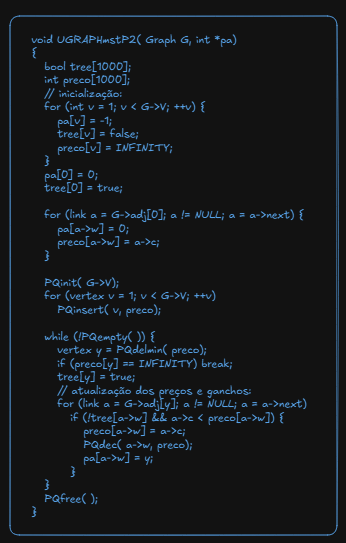 void UGRAPHmstP2( Graph G, int *pa)
{
bool tree[1000];
int preco[1000];
// inicialização:
for (int v = 1; v < G->V; ++v) {
pa[v] = -1;
tree[v] = false;
preco[v] = INFINITY;
}
pa[0] = 0;
tree[0] = true;
for (link a = G->adj[0]; a != NULL; a = a->next) {
pa[a->w] = 0;
preco[a->w] = a->c;
}
PQinit( G->V);
for (vertex v = 1; v < G->V; ++v)
PQinsert( v, preco);
while (!PQempty( )) {
vertex y = PQdelmin( preco);
if (preco[y] == INFINITY) break;
tree[y] = true;
// atualização dos preços e ganchos:
for (link a = G->adj[y]; a != NULL; a = a->next)
if (!tree[a->w] && a->c < preco[a->w]) {
preco[a->w] = a->c;
PQdec( a->w, preco);
pa[a->w] = y;
}
}
PQfree( );
}